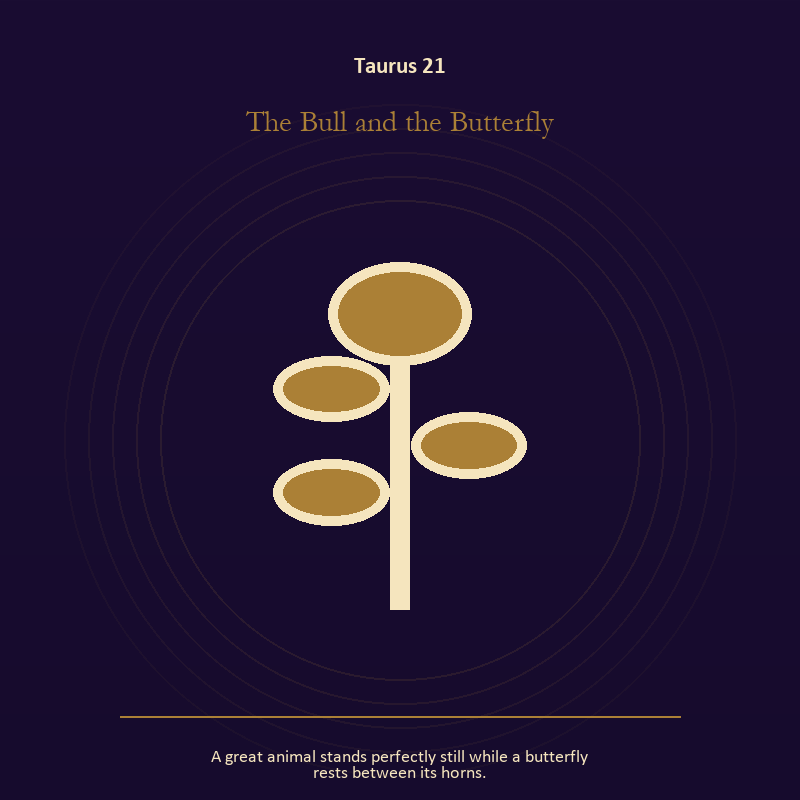 Taurus 21
The Bull and the Butterfly
A great animal stands perfectly still while a butterfly
rests between its horns.